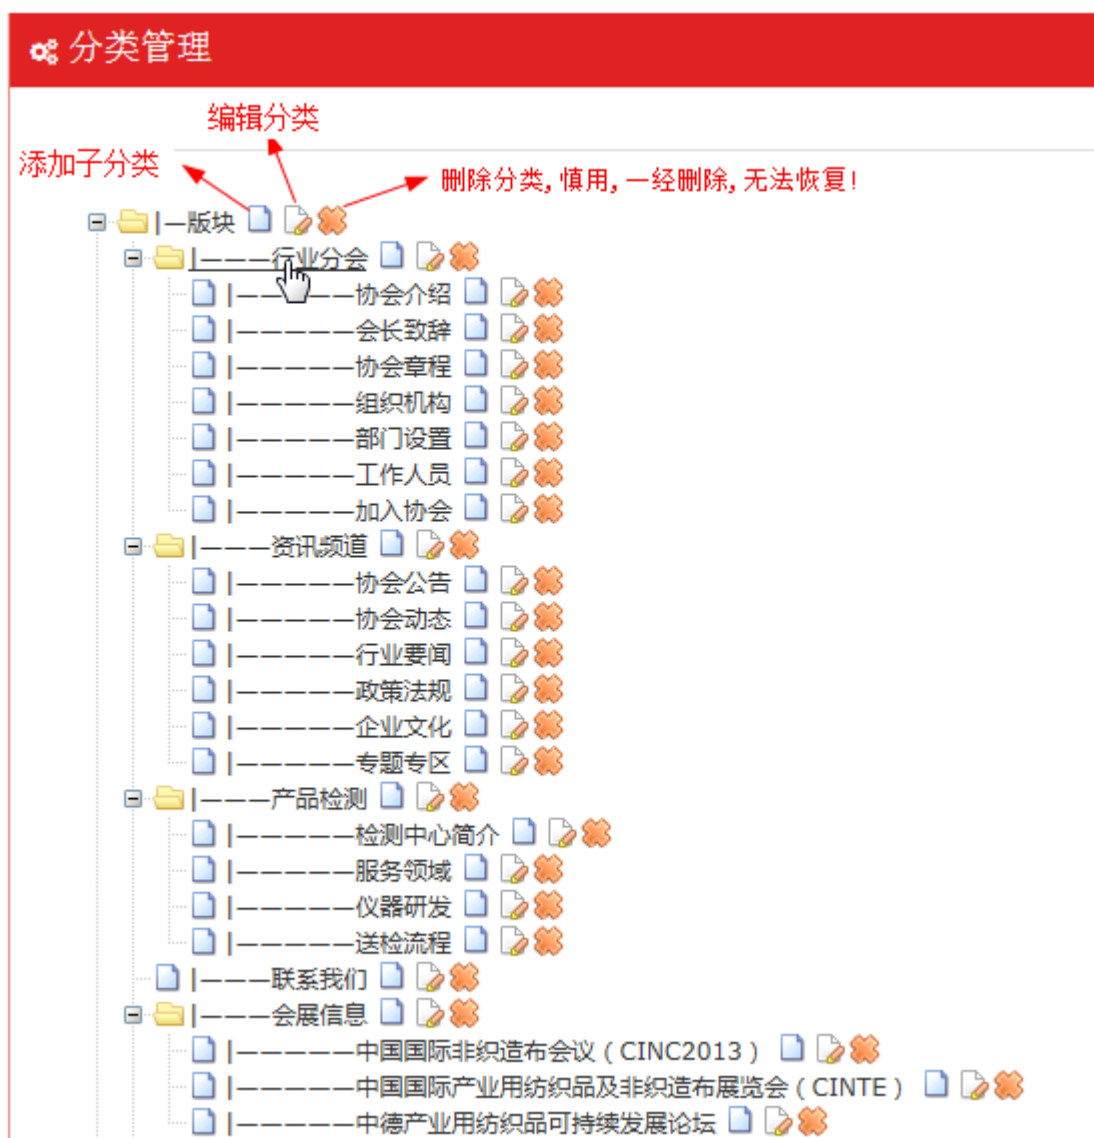 分类管理
编辑分类
添加子分类
删除分类,慎用,一经删除,无法恢复!
|—版块
|———行业分会
|—————协会介绍
|—————会长致辞
|—————协会章程
|—————组织机构
|—————部门设置
|—————工作人员
|—————加入协会
|———资讯频道
|—————协会公告
|—————协会动态
|—————行业要闻
|—————政策法规
|—————企业文化
|—————专题专区
|———产品检测
|—————检测中心简介
|—————服务领域
|—————仪器研发
|—————送检流程
|———联系我们
|———会展信息
|—————中国国际非织造布会议(CINC2013)
|—————中国国际产业用纺织品及非织造布展览会(CINTE)
|—————中德产业用纺织品可持续发展论坛